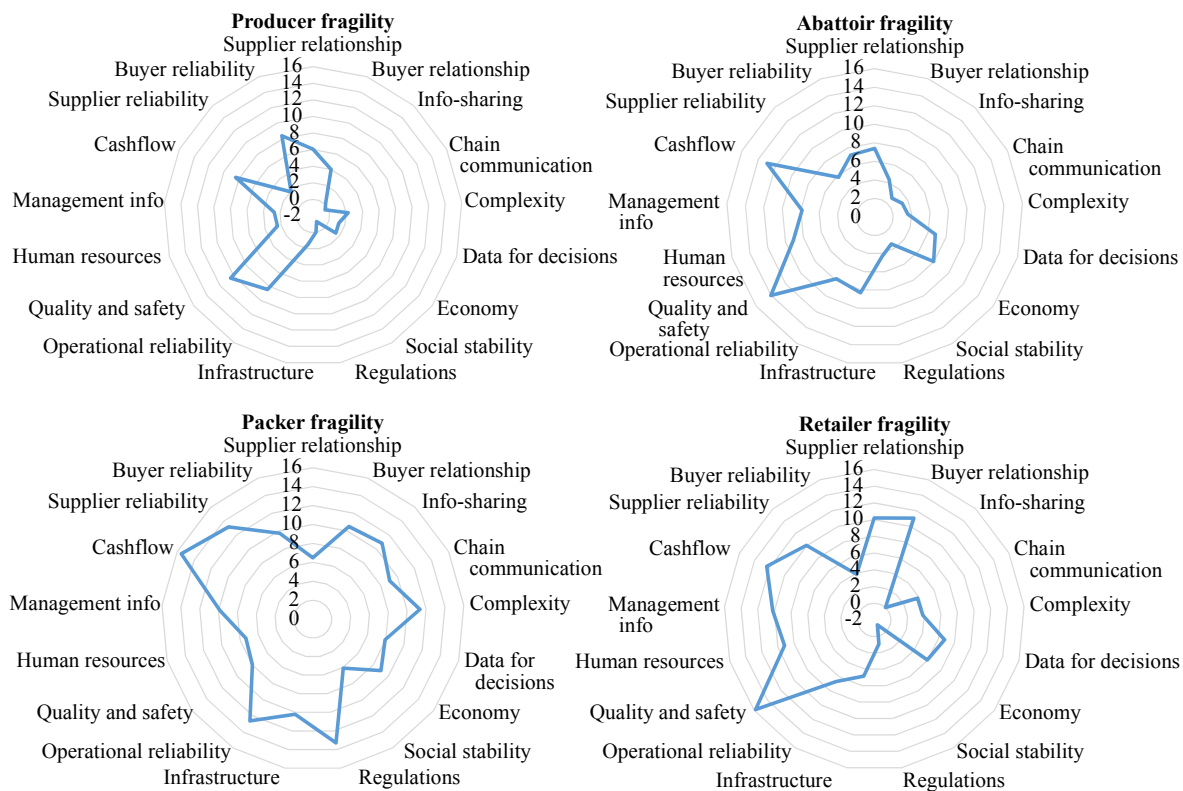 Producer fragility
Supplier relationship
Buyer relationship
Info-sharing
Chain
communication
Complexity
Data for decisions
Economy
Social stability
Regulations
Infrastructure
Operational reliability
Quality and safety
Human resources
Management info
Cashflow
Supplier reliability
Buyer reliability
16
14
12
10
8
6
4
2
0
-2
Abattoir fragility
Supplier relationship
Buyer relationship
Info-sharing
Chain
communication
Complexity
Data for decisions
Economy
Social stability
Regulations
Infrastructure
Operational reliability
Quality and
safety
Human
resources
Management
info
Cashflow
Supplier reliability
Buyer reliability
16
14
12
10
8
6
4
2
0
Packer fragility
Supplier relationship
Buyer relationship
Info-sharing
Chain
communication
Complexity
Data for
decisions
Economy
Social stability
Regulations
Infrastructure
Operational reliability
Quality and safety
Human resources
Management info
Cashflow
Supplier reliability
Buyer reliability
16
14
12
10
8
6
4
2
0
Retailer fragility
Supplier relationship
Buyer relationship
Info-sharing
Chain
communication
Complexity
Data for decisions
Economy
Social stability
Regulations
Infrastructure
Operational reliability
Quality and safety
Human resources
Management
info
Cashflow
Supplier reliability
Buyer reliability
16
14
12
10
8
6
4
2
0
-2